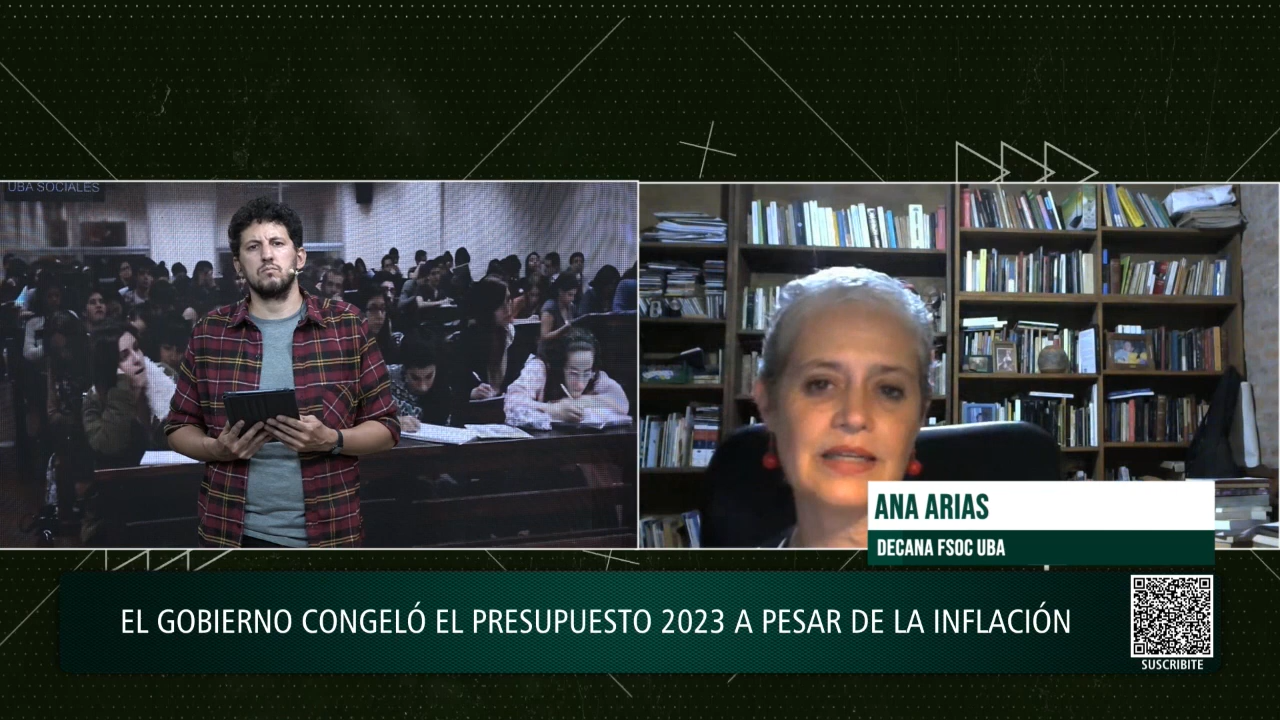 UBA SOCIALES
ANA ARIAS
DECANA FSOC UBA
EL GOBIERNO CONGELÓ EL PRESUPUESTO 2023 A PESAR DE LA INFLACIÓN
SUSCRIBITE